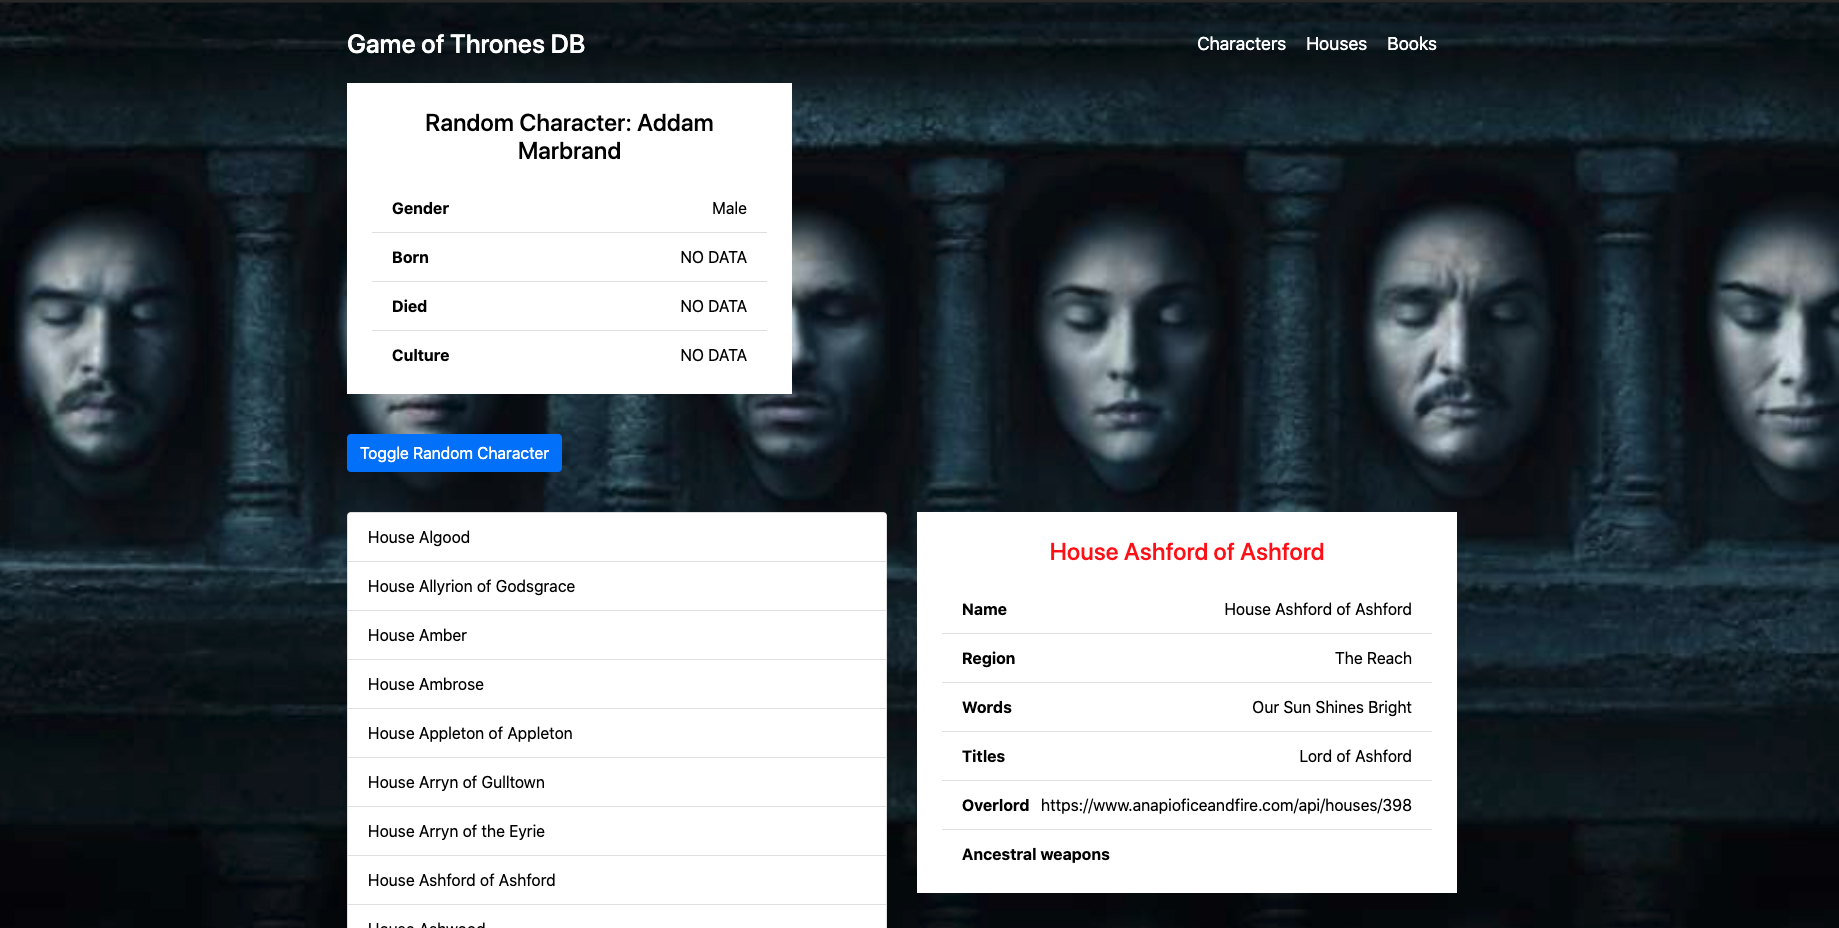 Game of Thrones DB
Characters Houses Books
Random Character: Addam
Marbrand
Gender Male
Born NO DATA
Died NO DATA
Culture NO DATA
Toggle Random Character
House Algood
House Allyrion of Godsgrace
House Amber
House Ambrose
House Appleton of Appleton
House Arryn of Gulltown
House Arryn of the Eyrie
House Ashford of Ashford
House Ashwood
House Ashford of Ashford
Name House Ashford of Ashford
Region The Reach
Words Our Sun Shines Bright
Titles Lord of Ashford
Overlord https://www.anapioficeandfire.com/api/houses/398
Ancestral weapons